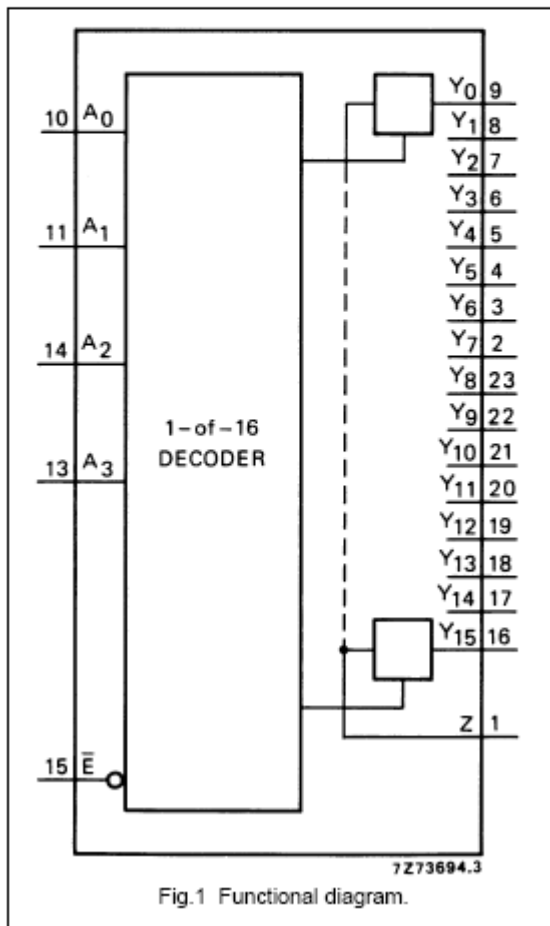 10 A0
11 A1
14 A2
13 A3
15 E̅
1-of-16
DECODER
Y0 9
Y1 8
Y2 7
Y3 6
Y4 5
Y5 4
Y6 3
Y7 2
Y8 23
Y9 22
Y10 21
Y11 20
Y12 19
Y13 18
Y14 17
Y15 16
Z 1
7Z73694.3
Fig.1 Functional diagram.